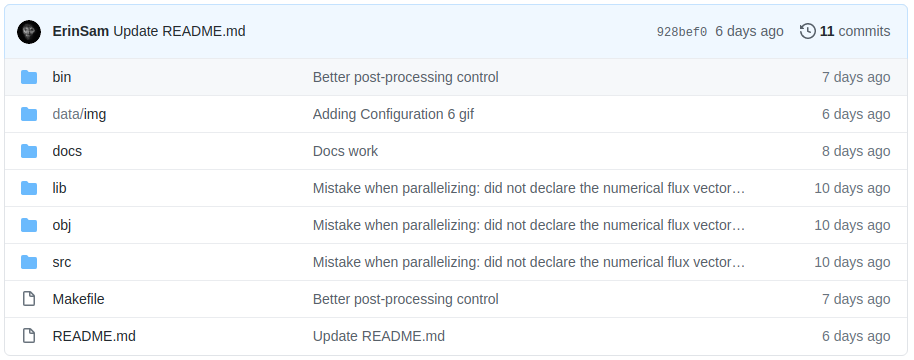 ErinSam Update README.md 928bef0 6 days ago 11 commits
bin Better post-processing control 7 days ago
data/img Adding Configuration 6 gif 6 days ago
docs Docs work 8 days ago
lib Mistake when parallelizing: did not declare the numerical flux vector… 10 days ago
obj Mistake when parallelizing: did not declare the numerical flux vector… 10 days ago
src Mistake when parallelizing: did not declare the numerical flux vector… 10 days ago
Makefile Better post-processing control 7 days ago
README.md Update README.md 6 days ago